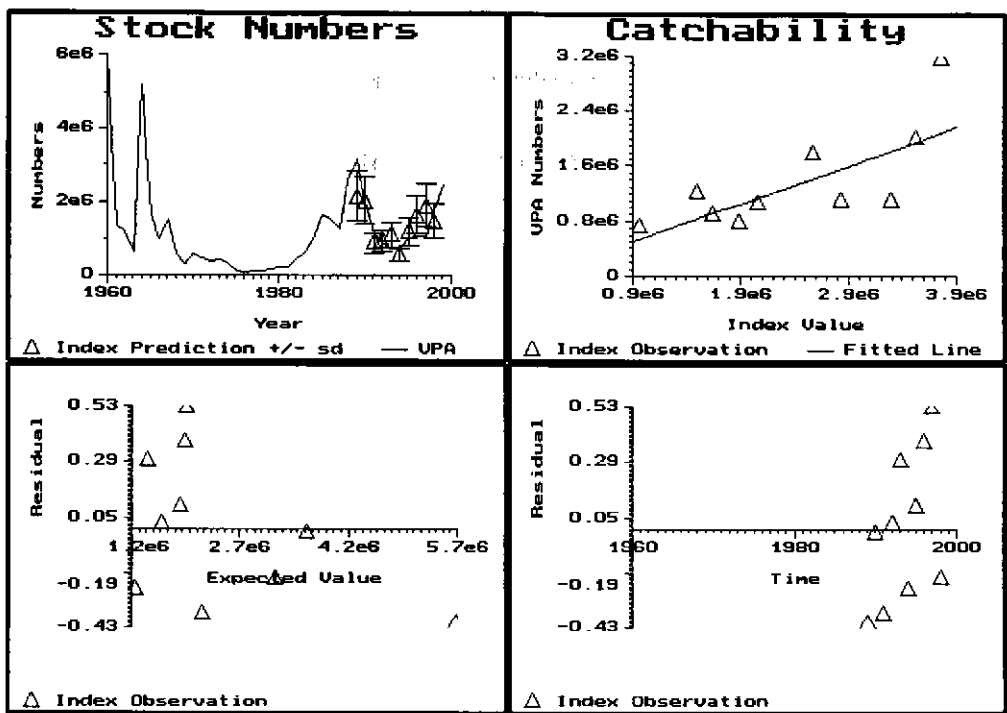 Stock Numbers
6e6
4e6
2e6
0
Numbers
1960 1980 2000
Year
△ Index Prediction +/- sd — VPA
Catchability
3.2e6
2.4e6
1.6e6
0.8e6
0
VPA Numbers
0.9e6 1.9e6 2.9e6 3.9e6
Index Value
△ Index Observation — Fitted Line
0.53
0.29
0.05
-0.19
-0.43
Residual
1.2e6 2.7e6 4.2e6 5.7e6
Expected Value
△ Index Observation
0.53
0.29
0.05
-0.19
-0.43
Residual
1960 1980 2000
Time
△ Index Observation